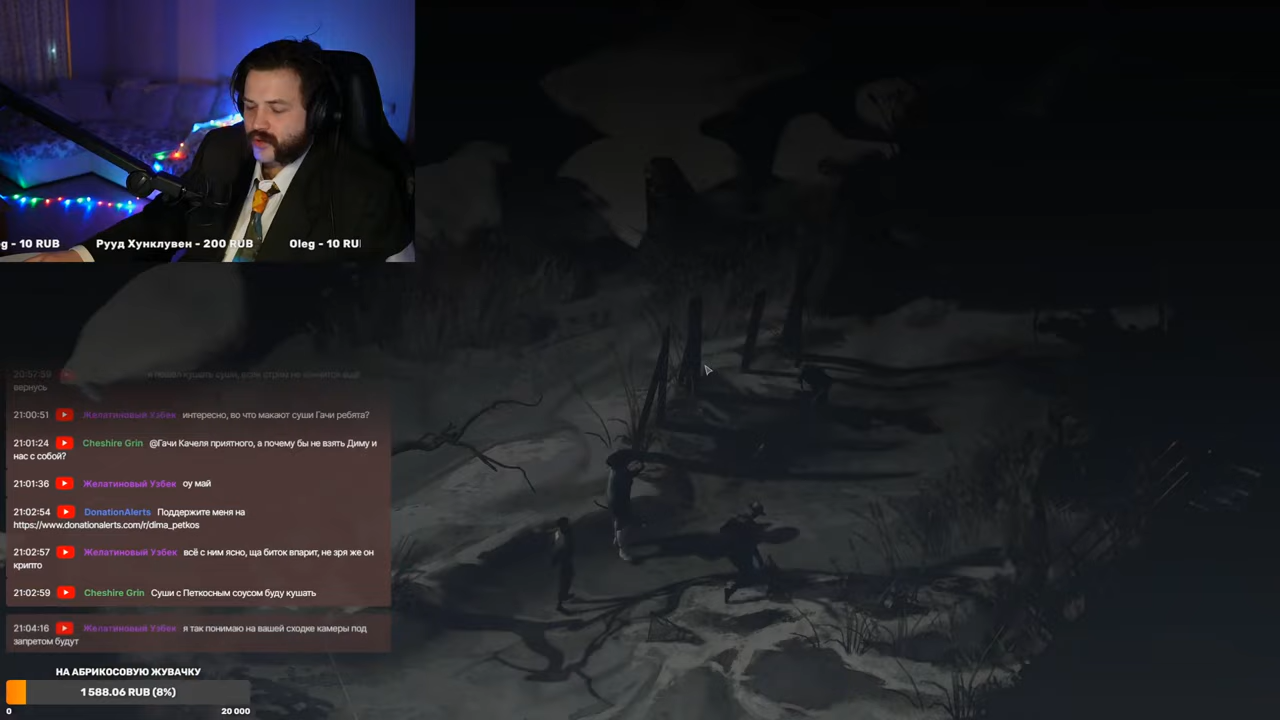 g - 10 RUB Рууд Хунклувен - 200 RUB Oleg - 10 RU
20:57:59
вернусь
21:00:51 Желатиновый Узбек интересно, во что макают суши Гачи ребята?
21:01:24 Cheshire Grin @Гачи Качеля приятного, а почему бы не взять Диму и
нас с собой?
21:01:36 Желатиновый Узбек оу май
21:02:54 DonationAlerts Поддержите меня на
https://www.donationalerts.com/r/dima_petkos
21:02:57 Желатиновый Узбек всё с ним ясно, ща биток впарит, не зря же он
крипто
21:02:59 Cheshire Grin Суши с Петкосным соусом буду кушать
21:04:16 Желатиновый Узбек я так понимаю на вашей сходке камеры под
запретом будут
НА АБРИКОСОВУЮ ЖУВАЧКУ
1 588.06 RUB (8%)
0 20 000